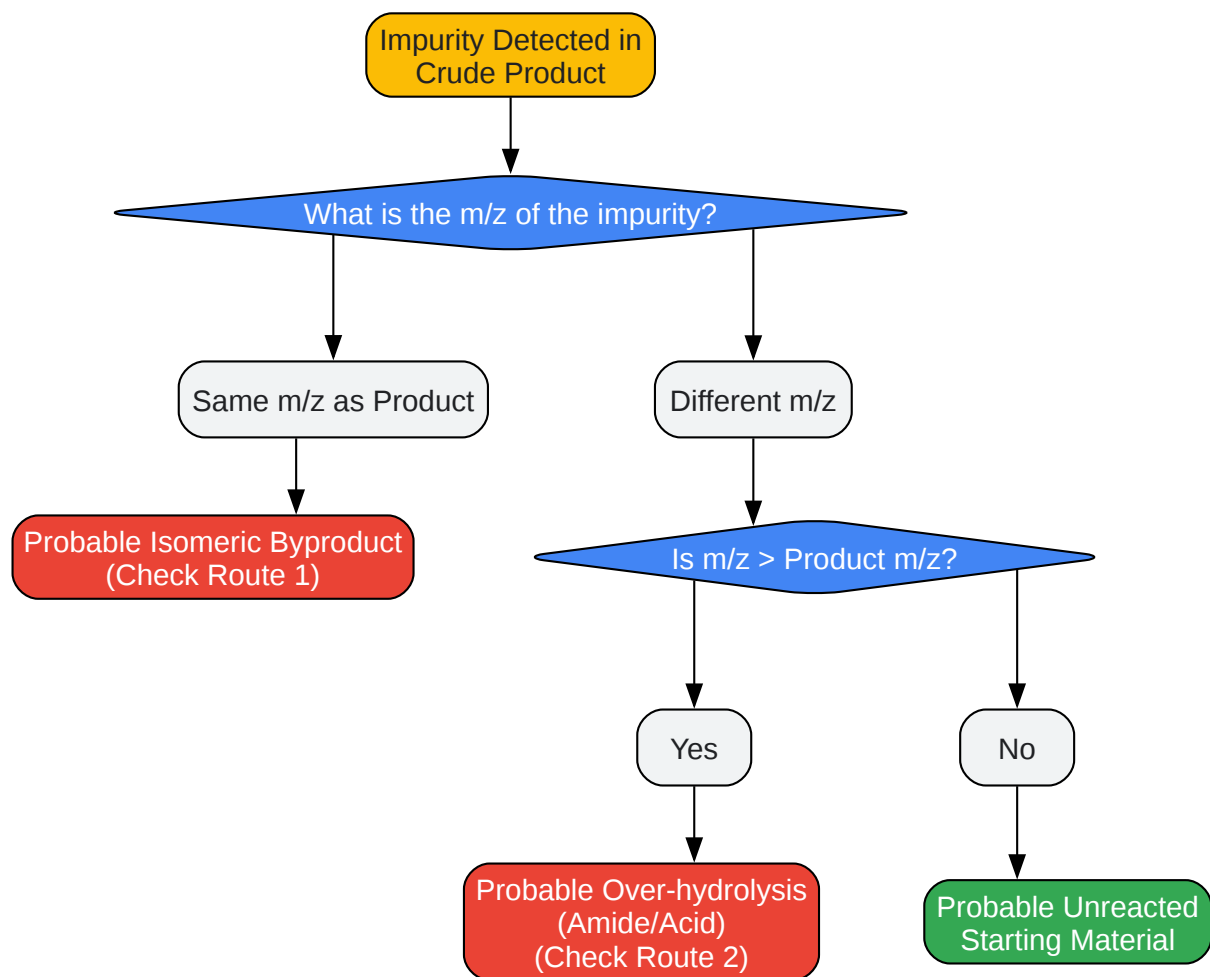 Impurity Detected in
Crude Product
What is the m/z of the impurity?
Same m/z as Product
Different m/z
Probable Isomeric Byproduct
(Check Route 1)
Is m/z > Product m/z?
Yes
No
Probable Over-hydrolysis
(Amide/Acid)
(Check Route 2)
Probable Unreacted
Starting Material